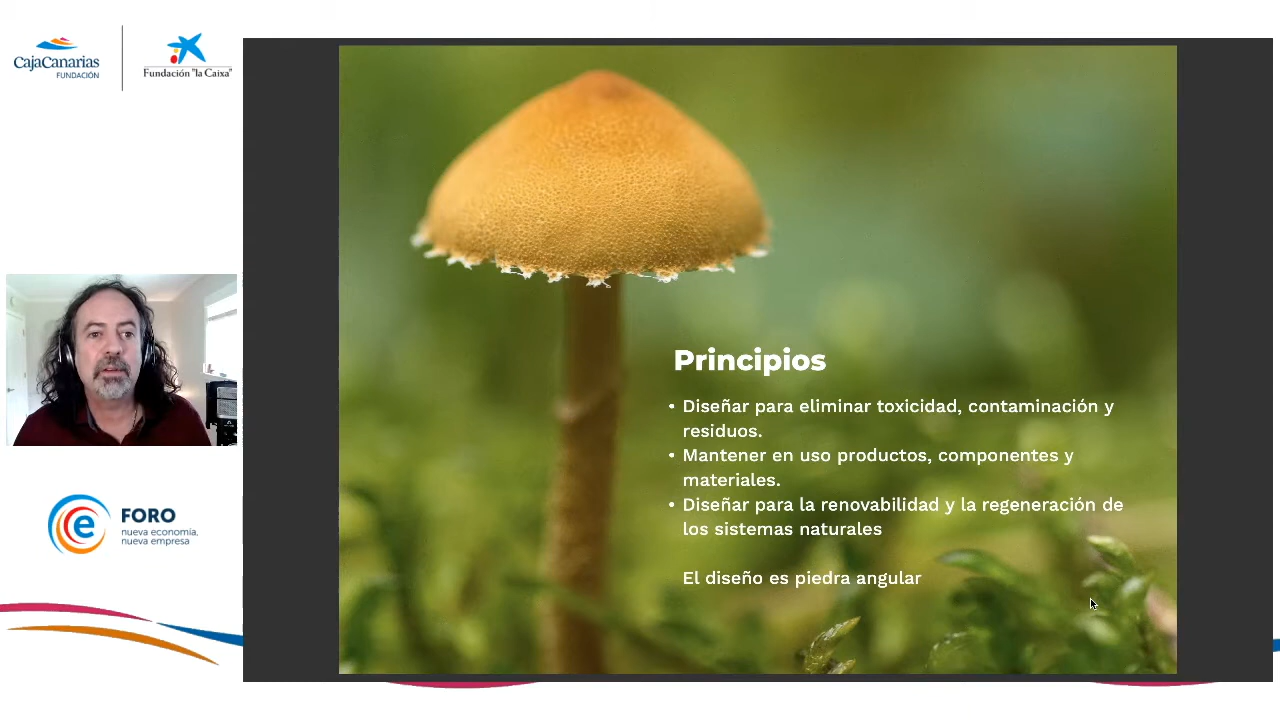 CajaCanarias
FUNDACIÓN
Fundación "la Caixa"
Principios
• Diseñar para eliminar toxicidad, contaminación y
residuos.
• Mantener en uso productos, componentes y
materiales.
• Diseñar para la renovabilidad y la regeneración de
los sistemas naturales
El diseño es piedra angular
e
FORO
nueva economía,
nueva empresa